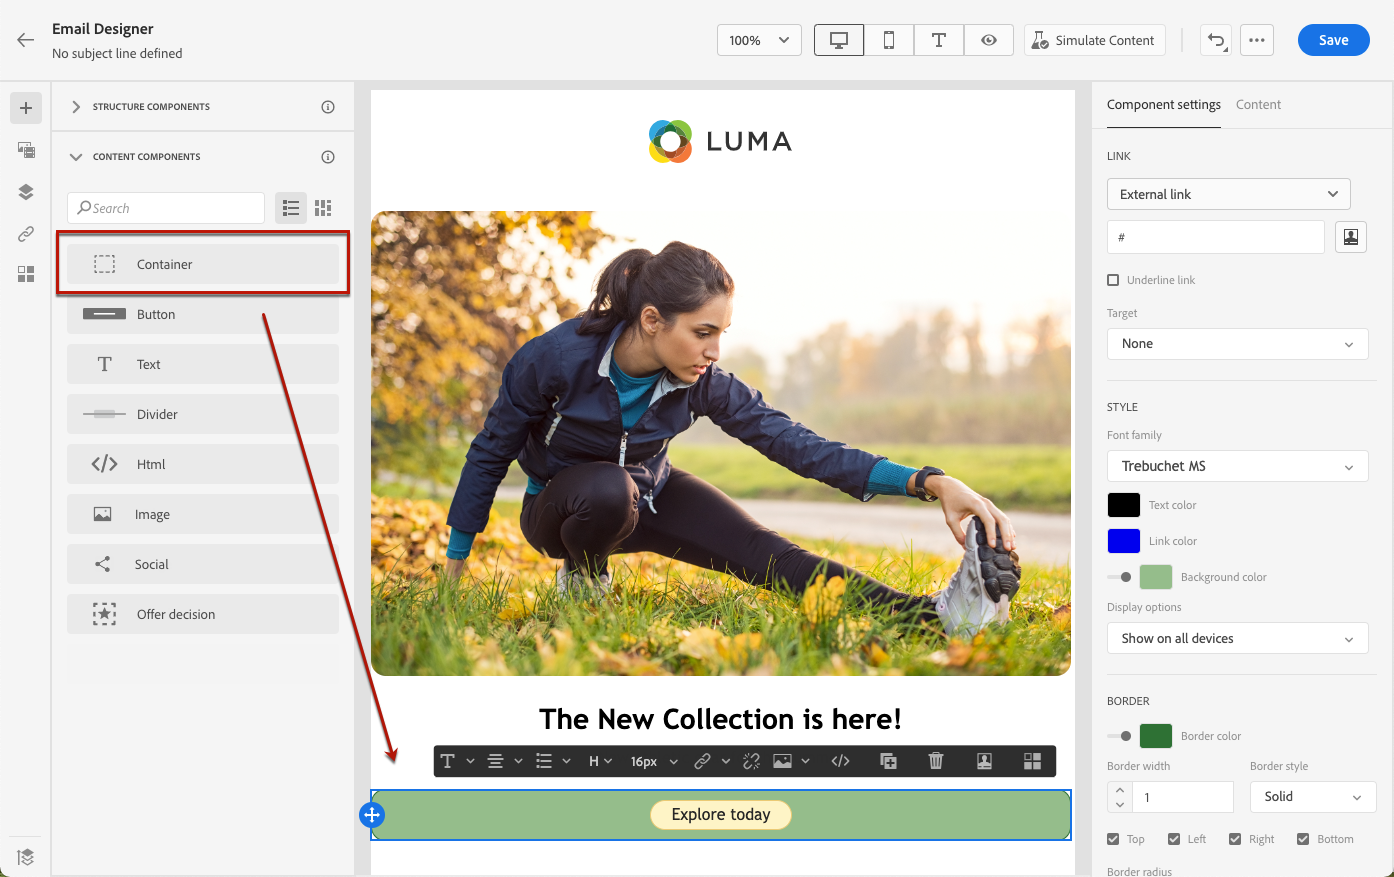 Email Designer
No subject line defined
100%
T
Simulate Content
Save
STRUCTURE COMPONENTS
CONTENT COMPONENTS
Search
Container
Button
T Text
Divider
</> Html
Image
Social
Offer decision
LUMA
The New Collection is here!
T H 16px </>
Explore today
Component settings
Content
LINK
External link
#
Underline link
Target
None
STYLE
Font family
Trebuchet MS
Text color
Link color
Background color
Display options
Show on all devices
BORDER
Border color
Border width
Border style
1
Solid
Top
Left
Right
Bottom
Border radius